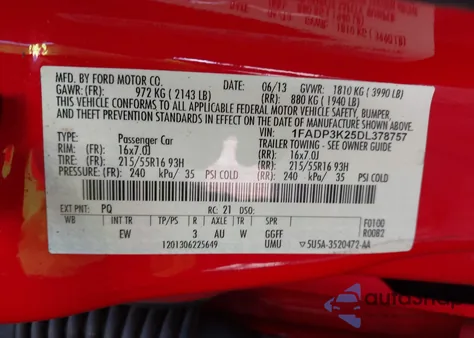 MFD. BY FORD MOTOR CO.
DATE: 06/13 GVWR: 1810 KG (3990 LB)
GAWR: (FR) 972 KG (2143 LB) (RR) 880 KG (1940 LB)
THIS VEHICLE CONFORMS TO ALL APPLICABLE FEDERAL MOTOR VEHICLE SAFETY, BUMPER,
AND THEFT PREVENTION STANDARDS IN EFFECT ON THE DATE OF MANUFACTURE SHOWN ABOVE.
VIN: 1FADP3K25DL378757
TYPE: Passenger Car TRAILER TOWING - SEE OWNER GUIDE
RIM: (FR) 16x7.0J (RR) 16x7.0J
TIRE: (FR) 215/55R16 93H (RR) 215/55R16 93H
PRESSURE: (FR) 240 kPa/ 35 PSI COLD (RR) 240 kPa/ 35 PSI COLD
EXT PNT: PQ RC: 21 DSO:
WB INT TR TP/PS R AXLE TR SPR F0100
EW 3 AU W GGFF R0082
1201306225649 UMU 5U5A-3520472-AA
autoshop